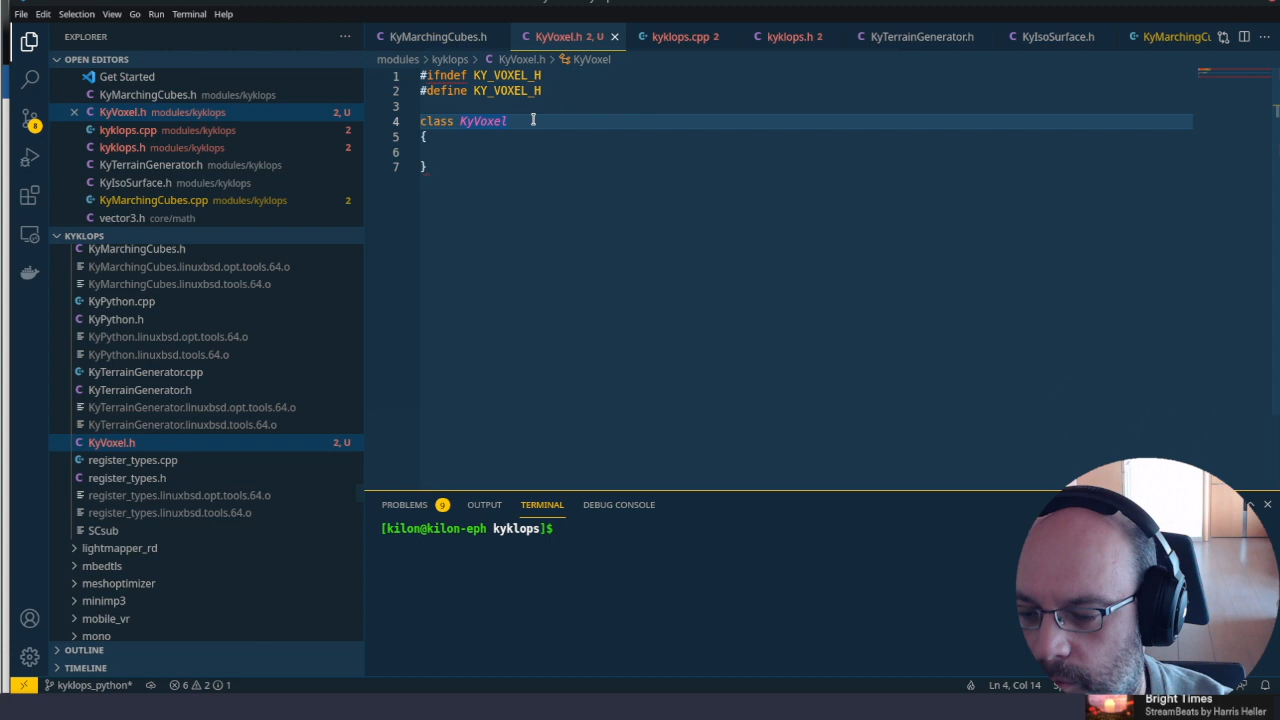 File Edit Selection View Go Run Terminal Help
EXPLORER
KyMarchingCubes.h
KyVoxel.h 2, U
kyklops.cpp 2
kyklops.h 2
KyTerrainGenerator.h
KyIsoSurface.h
KyMarchingCu
modules > kyklops > KyVoxel.h > KyVoxel
OPEN EDITORS
Get Started
KyMarchingCubes.h modules/kyklops
KyVoxel.h modules/kyklops 2, U
kyklops.cpp modules/kyklops 2
kyklops.h modules/kyklops 2
KyTerrainGenerator.h modules/kyklops
KyIsoSurface.h modules/kyklops
KyMarchingCubes.cpp modules/kyklops 2
vector3.h core/math
8
KYKLOPS
KyMarchingCubes.h
KyMarchingCubes.linuxbsd.opt.tools.64.o
KyMarchingCubes.linuxbsd.tools.64.o
KyPython.cpp
KyPython.h
KyPython.linuxbsd.opt.tools.64.o
KyPython.linuxbsd.tools.64.o
KyTerrainGenerator.cpp
KyTerrainGenerator.h
KyTerrainGenerator.linuxbsd.opt.tools.64.o
KyTerrainGenerator.linuxbsd.tools.64.o
KyVoxel.h 2, U
register_types.cpp
register_types.h
register_types.linuxbsd.opt.tools.64.o
register_types.linuxbsd.tools.64.o
SCsub
lightmapper_rd
mbedtls
meshoptimizer
minimp3
mobile_vr
mono
OUTLINE
TIMELINE
1 #ifndef KY_VOXEL_H
2 #define KY_VOXEL_H
3
4 class KyVoxel
5 {
6
7 }
PROBLEMS 9 OUTPUT TERMINAL DEBUG CONSOLE
[kilon@kilon-eph kyklops]$
kyklops_python* 6 2 1
Ln 4, Col 14
Bright Times
StreamBeats by Harris Heller